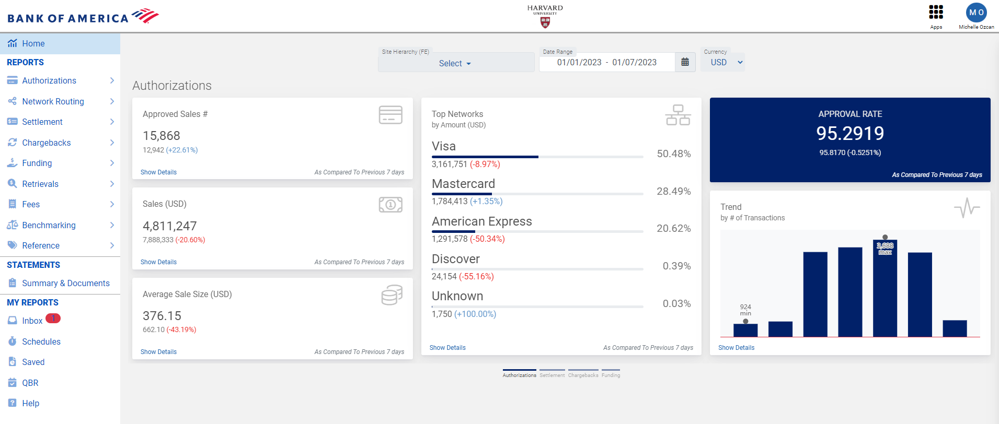 BANK OF AMERICA
HARVARD
UNIVERSITY
Apps
M O
Michelle Ozcan
Home
REPORTS
Authorizations
Network Routing
Settlement
Chargebacks
Funding
Retrievals
Fees
Benchmarking
Reference
STATEMENTS
Summary & Documents
MY REPORTS
Inbox 1
Schedules
Saved
QBR
Help
Site Hierarchy (FE)
Select
Date Range
01/01/2023 - 01/07/2023
Currency
USD
Authorizations
Approved Sales #
15,868
12,942 (+22.61%)
Show Details
As Compared To Previous 7 days
Sales (USD)
4,811,247
7,888,333 (-20.60%)
Show Details
As Compared To Previous 7 days
Average Sale Size (USD)
376.15
662.10 (-43.19%)
Show Details
As Compared To Previous 7 days
Top Networks
by Amount (USD)
Visa
50.48%
3,161,751 (-8.97%)
Mastercard
28.49%
1,784,413 (+1.35%)
American Express
20.62%
1,291,578 (-50.34%)
Discover
0.39%
24,154 (-55.16%)
Unknown
0.03%
1,750 (+100.00%)
Show Details
As Compared To Previous 7 days
APPROVAL RATE
95.2919
95.8170 (-0.5251%)
As Compared To Previous 7 days
Trend
by # of Transactions
3,688
max
924
min
Show Details
Authorizations Settlement Chargebacks Funding